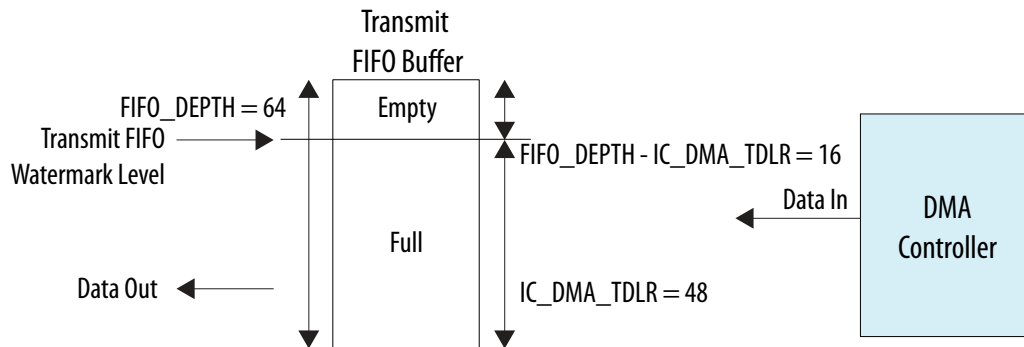 Transmit
FIFO Buffer
FIFO_DEPTH = 64
Empty
Transmit FIFO
Watermark Level
FIFO_DEPTH - IC_DMA_TDLR = 16
Data In
DMA
Controller
Full
Data Out
IC_DMA_TDLR = 48